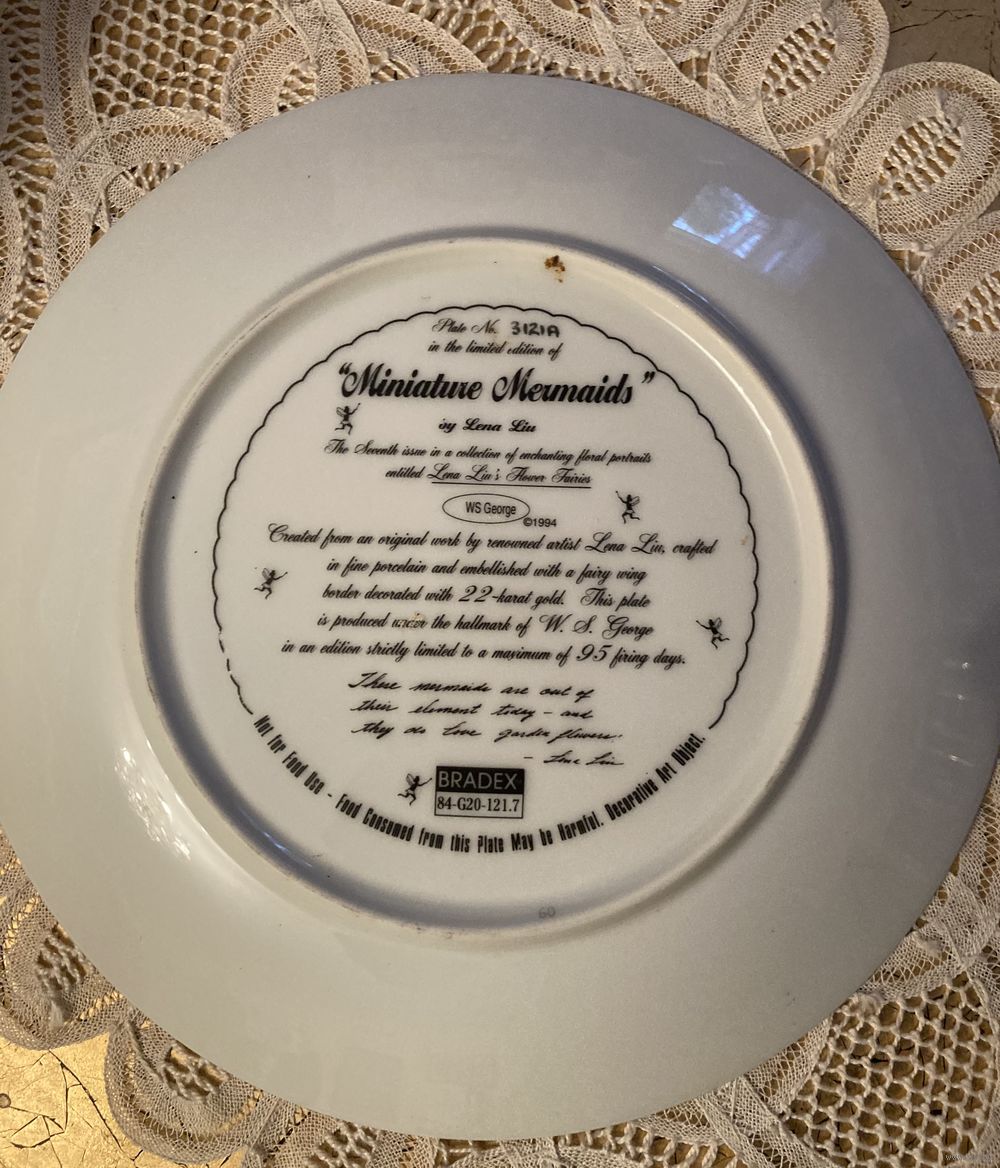 Plate No. 3121A
in the limited edition of
“Miniature Mermaids”
by Lena Liu
The Seventh issue in a collection of enchanting floral portraits
entitled Lena Liu's Flower Fairies
WS George
©1994
Created from an original work by renowned artist Lena Liu, crafted
in fine porcelain and embellished with a fairy wing
border decorated with 22-karat gold. This plate
is produced under the hallmark of W. S. George
in an edition strictly limited to a maximum of 95 firing days.
These mermaids are out of
their element today - and
they do love garden flowers.
- Lena Liu
BRADEX
84-G20-121.7
Not for Food Use - Food Consumed from this Plate May be Harmful. Decorative Art Object.
60